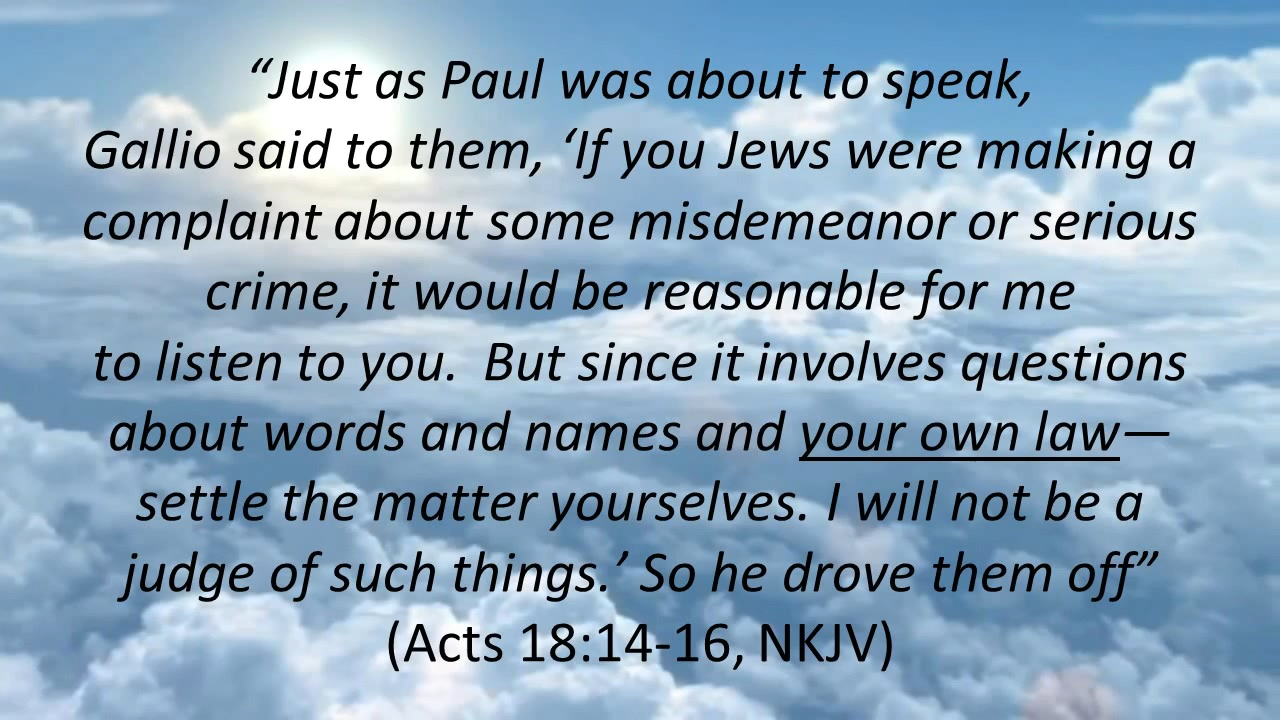 “Just as Paul was about to speak,
Gallio said to them, ‘If you Jews were making a
complaint about some misdemeanor or serious
crime, it would be reasonable for me
to listen to you.  But since it involves questions
about words and names and your own law—
settle the matter yourselves. I will not be a
judge of such things.’ So he drove them off”
(Acts 18:14-16, NKJV)